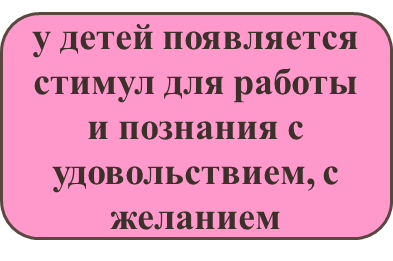 у детей появляется
стимул для работы
и познания с
удовольствием, с
желанием